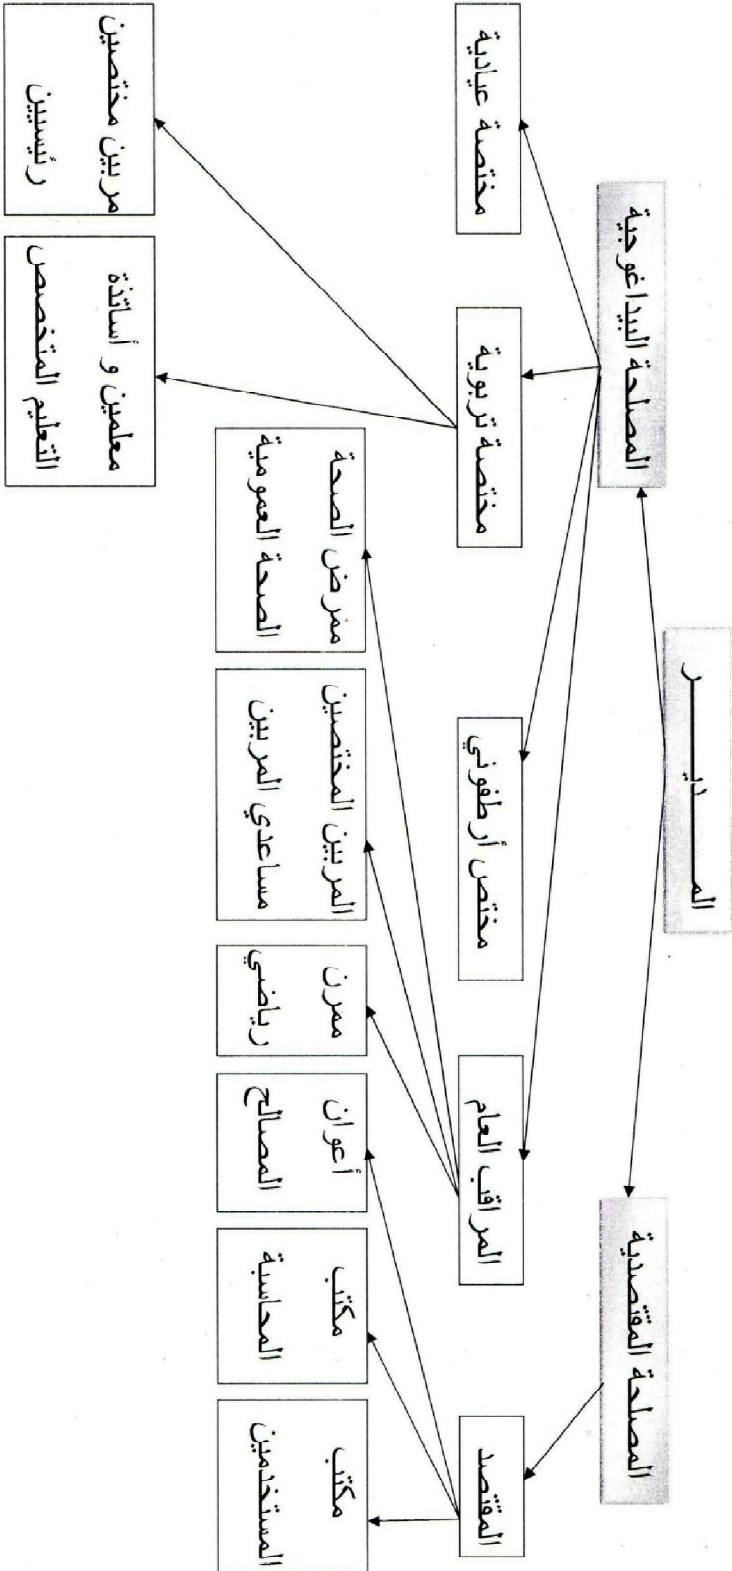 المـــــديـــــر
المصلحة المقتصدية
المصلحة البيداغوجية
المقتصد
المراقب العام
مختص أرطفوني
مختصة تربوية
مختصة عيادية
مكتب
المستخدمين
مكتب
المحاسبة
أعوان
المصالح
ممرن
رياضي
المربين المختصين
مساعدي المربين
ممرض الصحة
الصحة العمومية
معلمين و أساتذة
التعليم المتخصص
مربين مختصين
رئيسيين